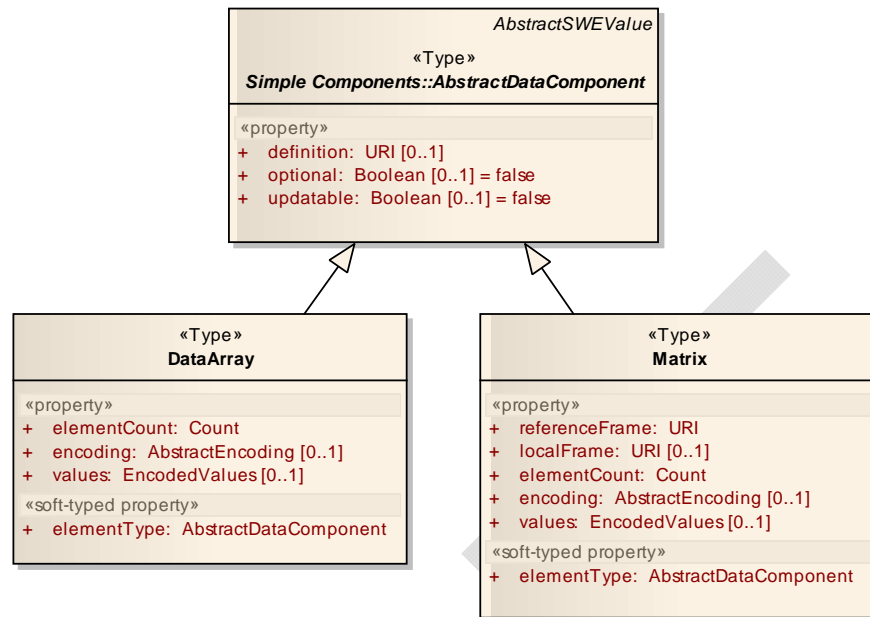 AbstractSWEValue
«Type»
Simple Components::AbstractDataComponent
«property»
+ definition: URI [0..1]
+ optional: Boolean [0..1] = false
+ updatable: Boolean [0..1] = false
«Type»
DataArray
«property»
+ elementCount: Count
+ encoding: AbstractEncoding [0..1]
+ values: EncodedValues [0..1]
«soft-typed property»
+ elementType: AbstractDataComponent
«Type»
Matrix
«property»
+ referenceFrame: URI
+ localFrame: URI [0..1]
+ elementCount: Count
+ encoding: AbstractEncoding [0..1]
+ values: EncodedValues [0..1]
«soft-typed property»
+ elementType: AbstractDataComponent